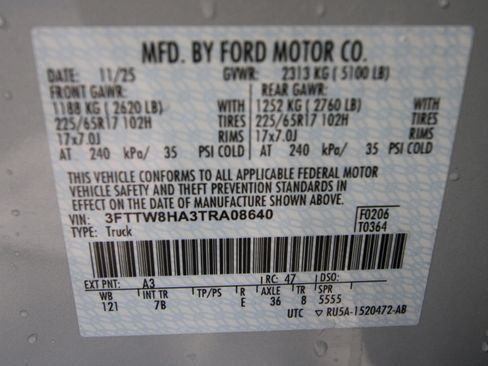 MFD. BY FORD MOTOR CO.
DATE: 11/25 GVWR: 2313 KG ( 5100 LB)
FRONT GAWR: REAR GAWR:
1188 KG ( 2620 LB) WITH 1252 KG ( 2760 LB) WITH
225/65R17 102H TIRES 225/65R17 102H TIRES
17x7.0J RIMS 17x7.0J RIMS
AT 240 kPa/ 35 PSI COLD AT 240 kPa/ 35 PSI COLD
THIS VEHICLE CONFORMS TO ALL APPLICABLE FEDERAL MOTOR
VEHICLE SAFETY AND THEFT PREVENTION STANDARDS IN
EFFECT ON THE DATE OF MANUFACTURE SHOWN ABOVE.
VIN: 3FTTW8HA3TRA08640 F0206
TYPE: Truck T0364
EXT PNT: A3 RC: 47 DSO:
WB INT TR TP/PS R AXLE TR SPR
121 7B E 36 8 5555
UTC ▽ RU5A-1520472-AB